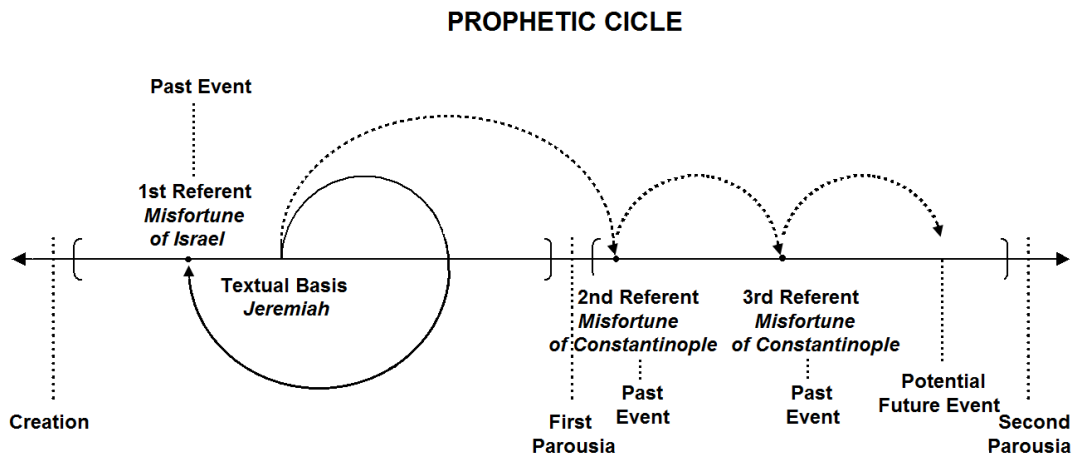 PROPHETIC CICLE
Past Event
1st Referent
Misfortune
of Israel
Textual Basis
Jeremiah
2nd Referent
Misfortune
of Constantinople
3rd Referent
Misfortune
of Constantinople
Past
Event
Past
Event
Potential
Future Event
Creation
First
Parousia
Second
Parousia